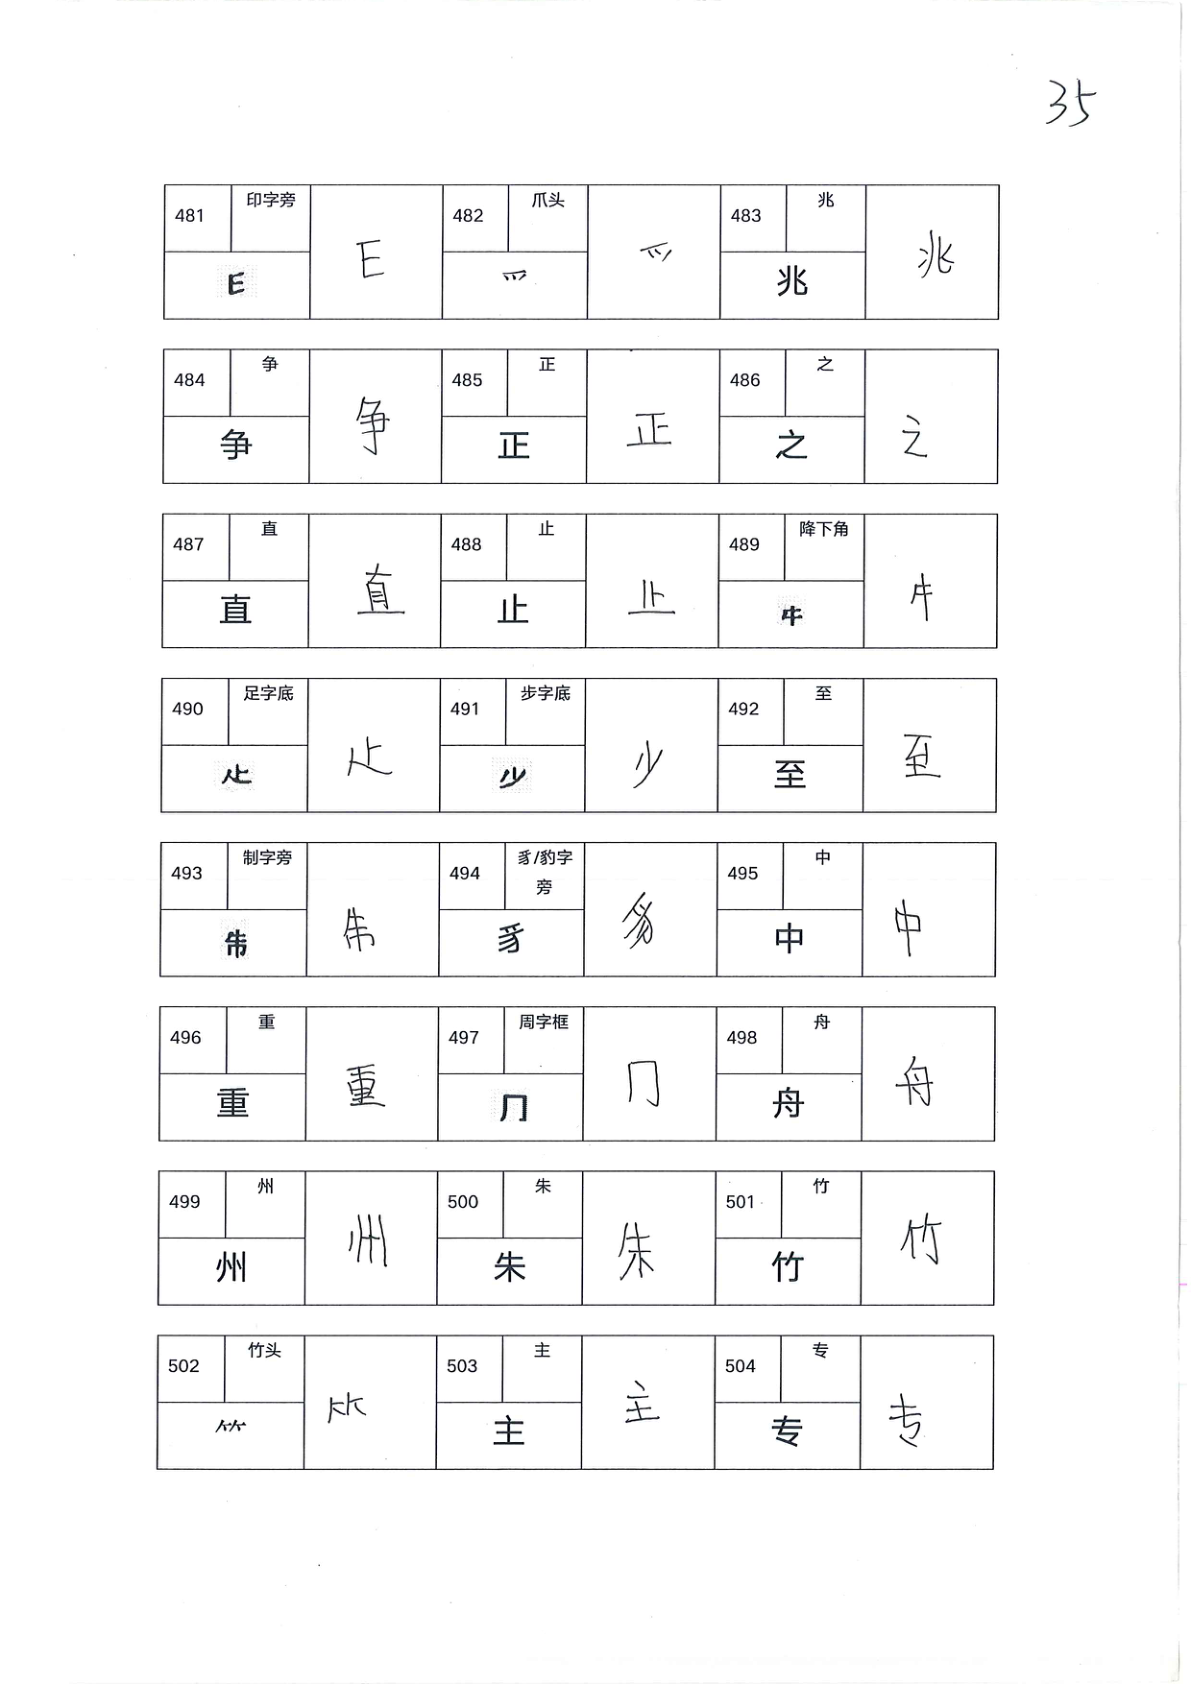 35
481 印字旁 E E 482 爪头 爫 爫 483 兆 兆 兆
484 争 争 争 485 正 正 正 486 之 之 之
487 直 直 直 488 止 止 止 489 降下角 㐄 㐄
490 足字底 龰 龰 491 步字底 少 少 492 至 至 至
493 制字旁 494 豸/豹字旁 豸 豸 495 中 中 中
496 重 重 重 497 周字框 ⺆ 冂 498 舟 舟 舟
499 州 州 州 500 朱 朱 朱 501 竹 竹 竹
502 竹头 ⺮ ⺮ 503 主 主 主 504 专 专 专